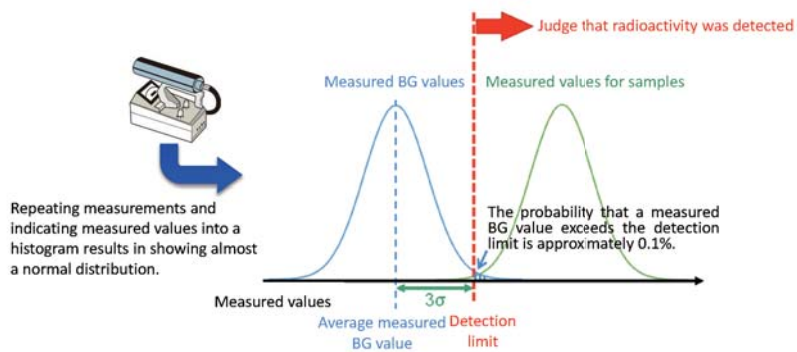 Judge that radioactivity was detected
Measured BG values
Measured values for samples
Repeating measurements and
indicating measured values into a
histogram results in showing almost
a normal distribution.
The probability that a measured
BG value exceeds the detection
limit is approximately 0.1%.
Measured values
3σ
Average measured
BG value
Detection
limit